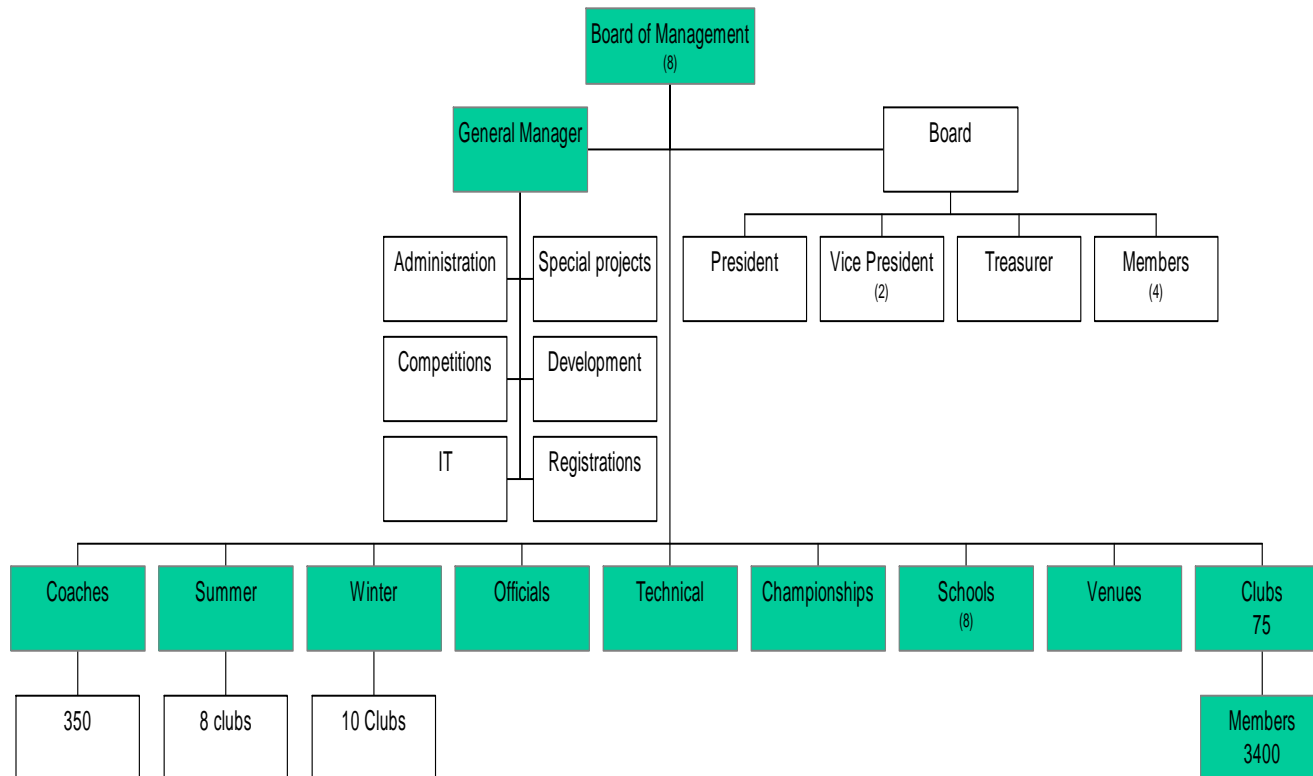 Board of Management
(8)
General Manager
Board
Administration
Special projects
President
Vice President
(2)
Treasurer
Members
(4)
Competitions
Development
IT
Registrations
Coaches
Summer
Winter
Officials
Technical
Championships
Schools
(8)
Venues
Clubs
75
350
8 clubs
10 Clubs
Members
3400